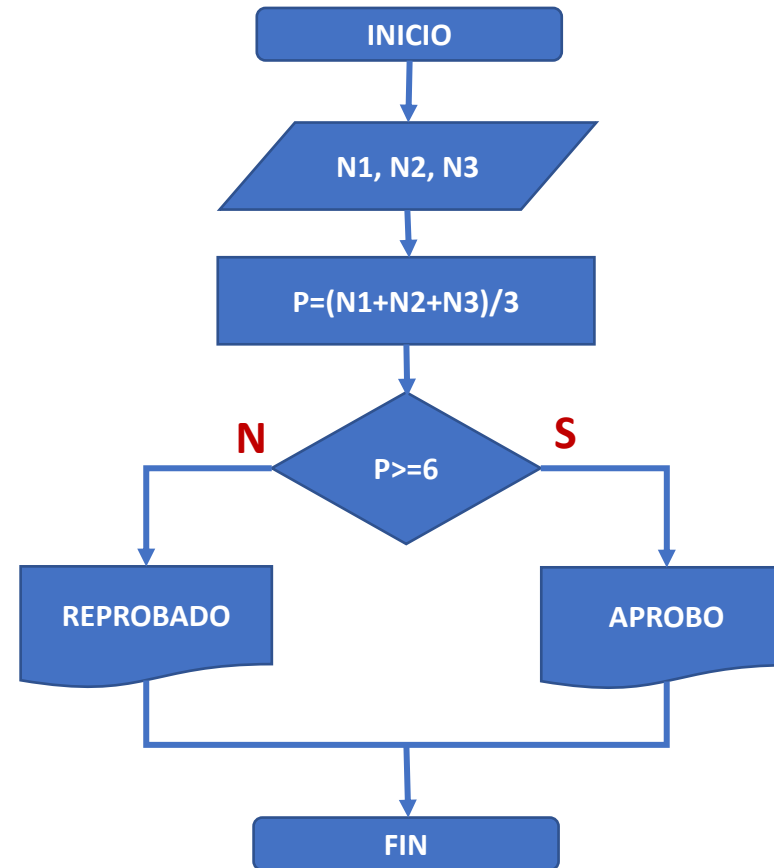 INICIO
N1, N2, N3
P=(N1+N2+N3)/3
P>=6
N
S
REPROBADO
APROBO
FIN